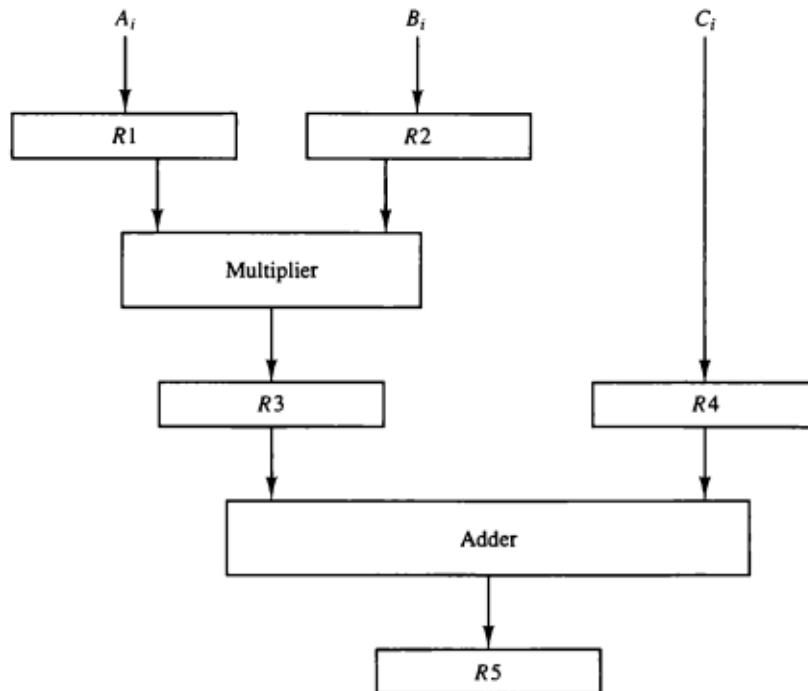 A_i B_i C_i
R1 R2
Multiplier
R3 R4
Adder
R5